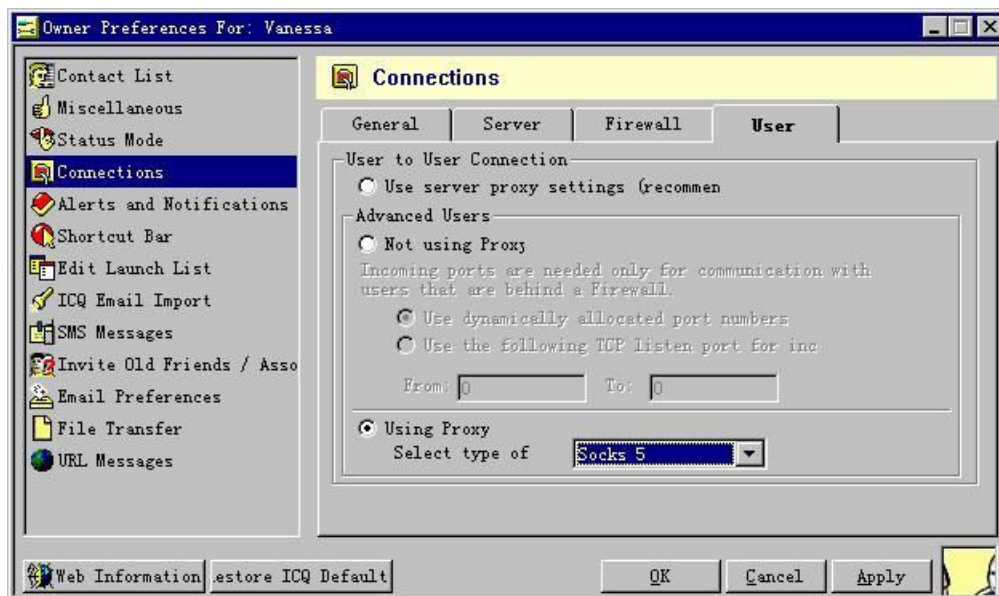 Owner Preferences For: Vanessa
Contact List
Miscellaneous
Status Mode
Connections
Alerts and Notifications
Shortcut Bar
Edit Launch List
ICQ Email Import
SMS Messages
Invite Old Friends / Asso
Email Preferences
File Transfer
URL Messages
Connections
General Server Firewall User
User to User Connection
Use server proxy settings (recommen
Advanced Users
Not using Proxy
Incoming ports are needed only for communication with
users that are behind a Firewall.
Use dynamically allocated port numbers
Use the following TCP listen port for inc
From: 0 To: 0
Using Proxy
Select type of Socks 5
Web Information .estore ICQ Default OK Cancel Apply